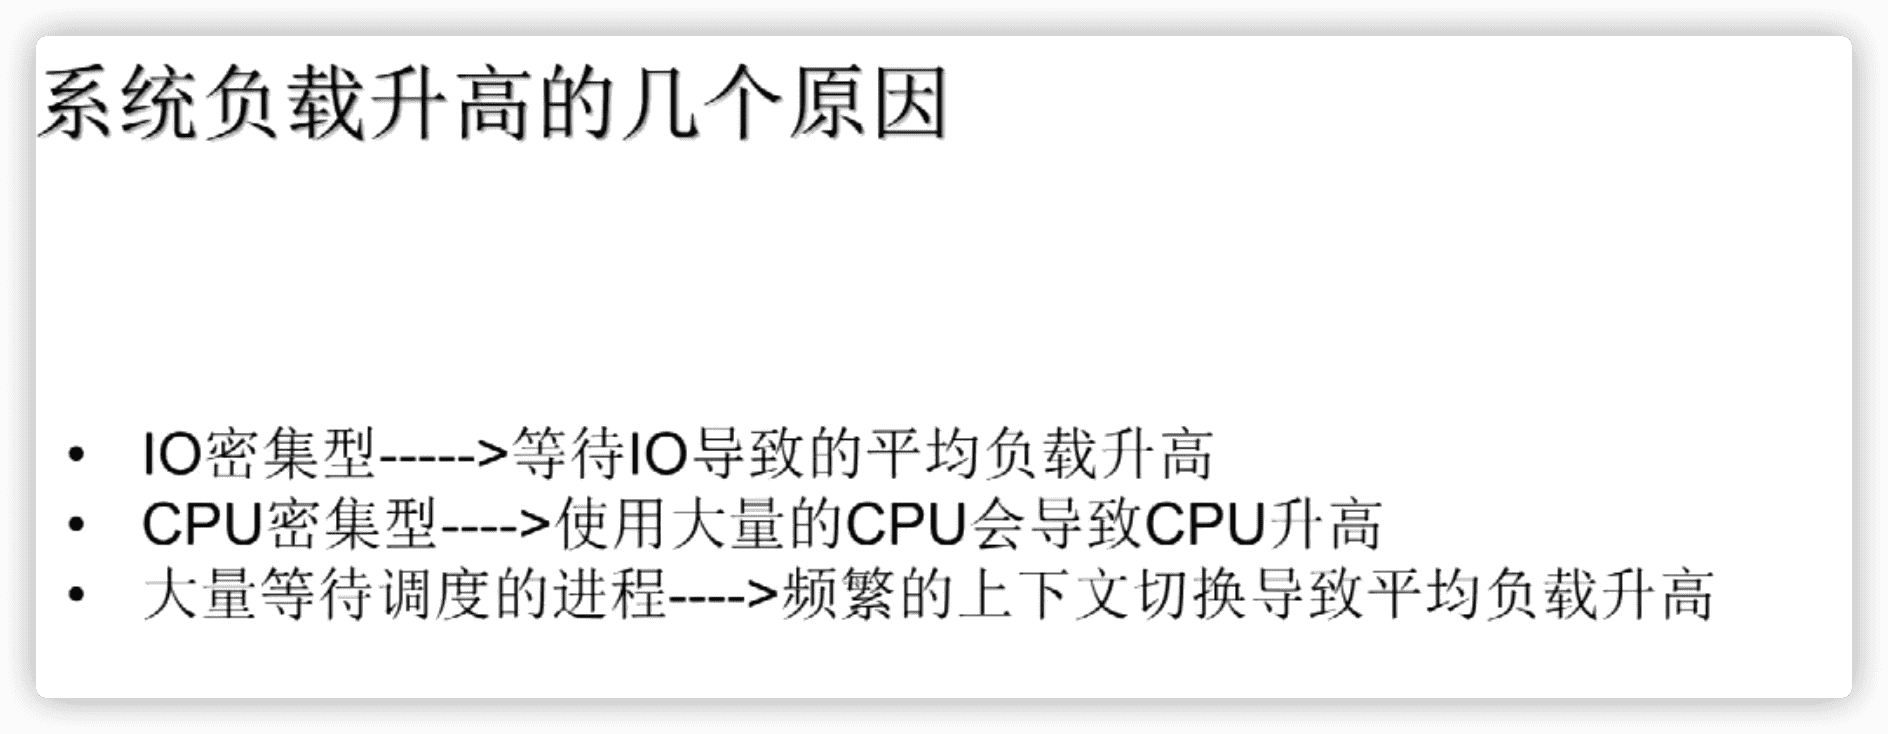 系统负载升高的几个原因
• IO密集型----->等待IO导致的平均负载升高
• CPU密集型---->使用大量的CPU会导致CPU升高
• 大量等待调度的进程---->频繁的上下文切换导致平均负载升高